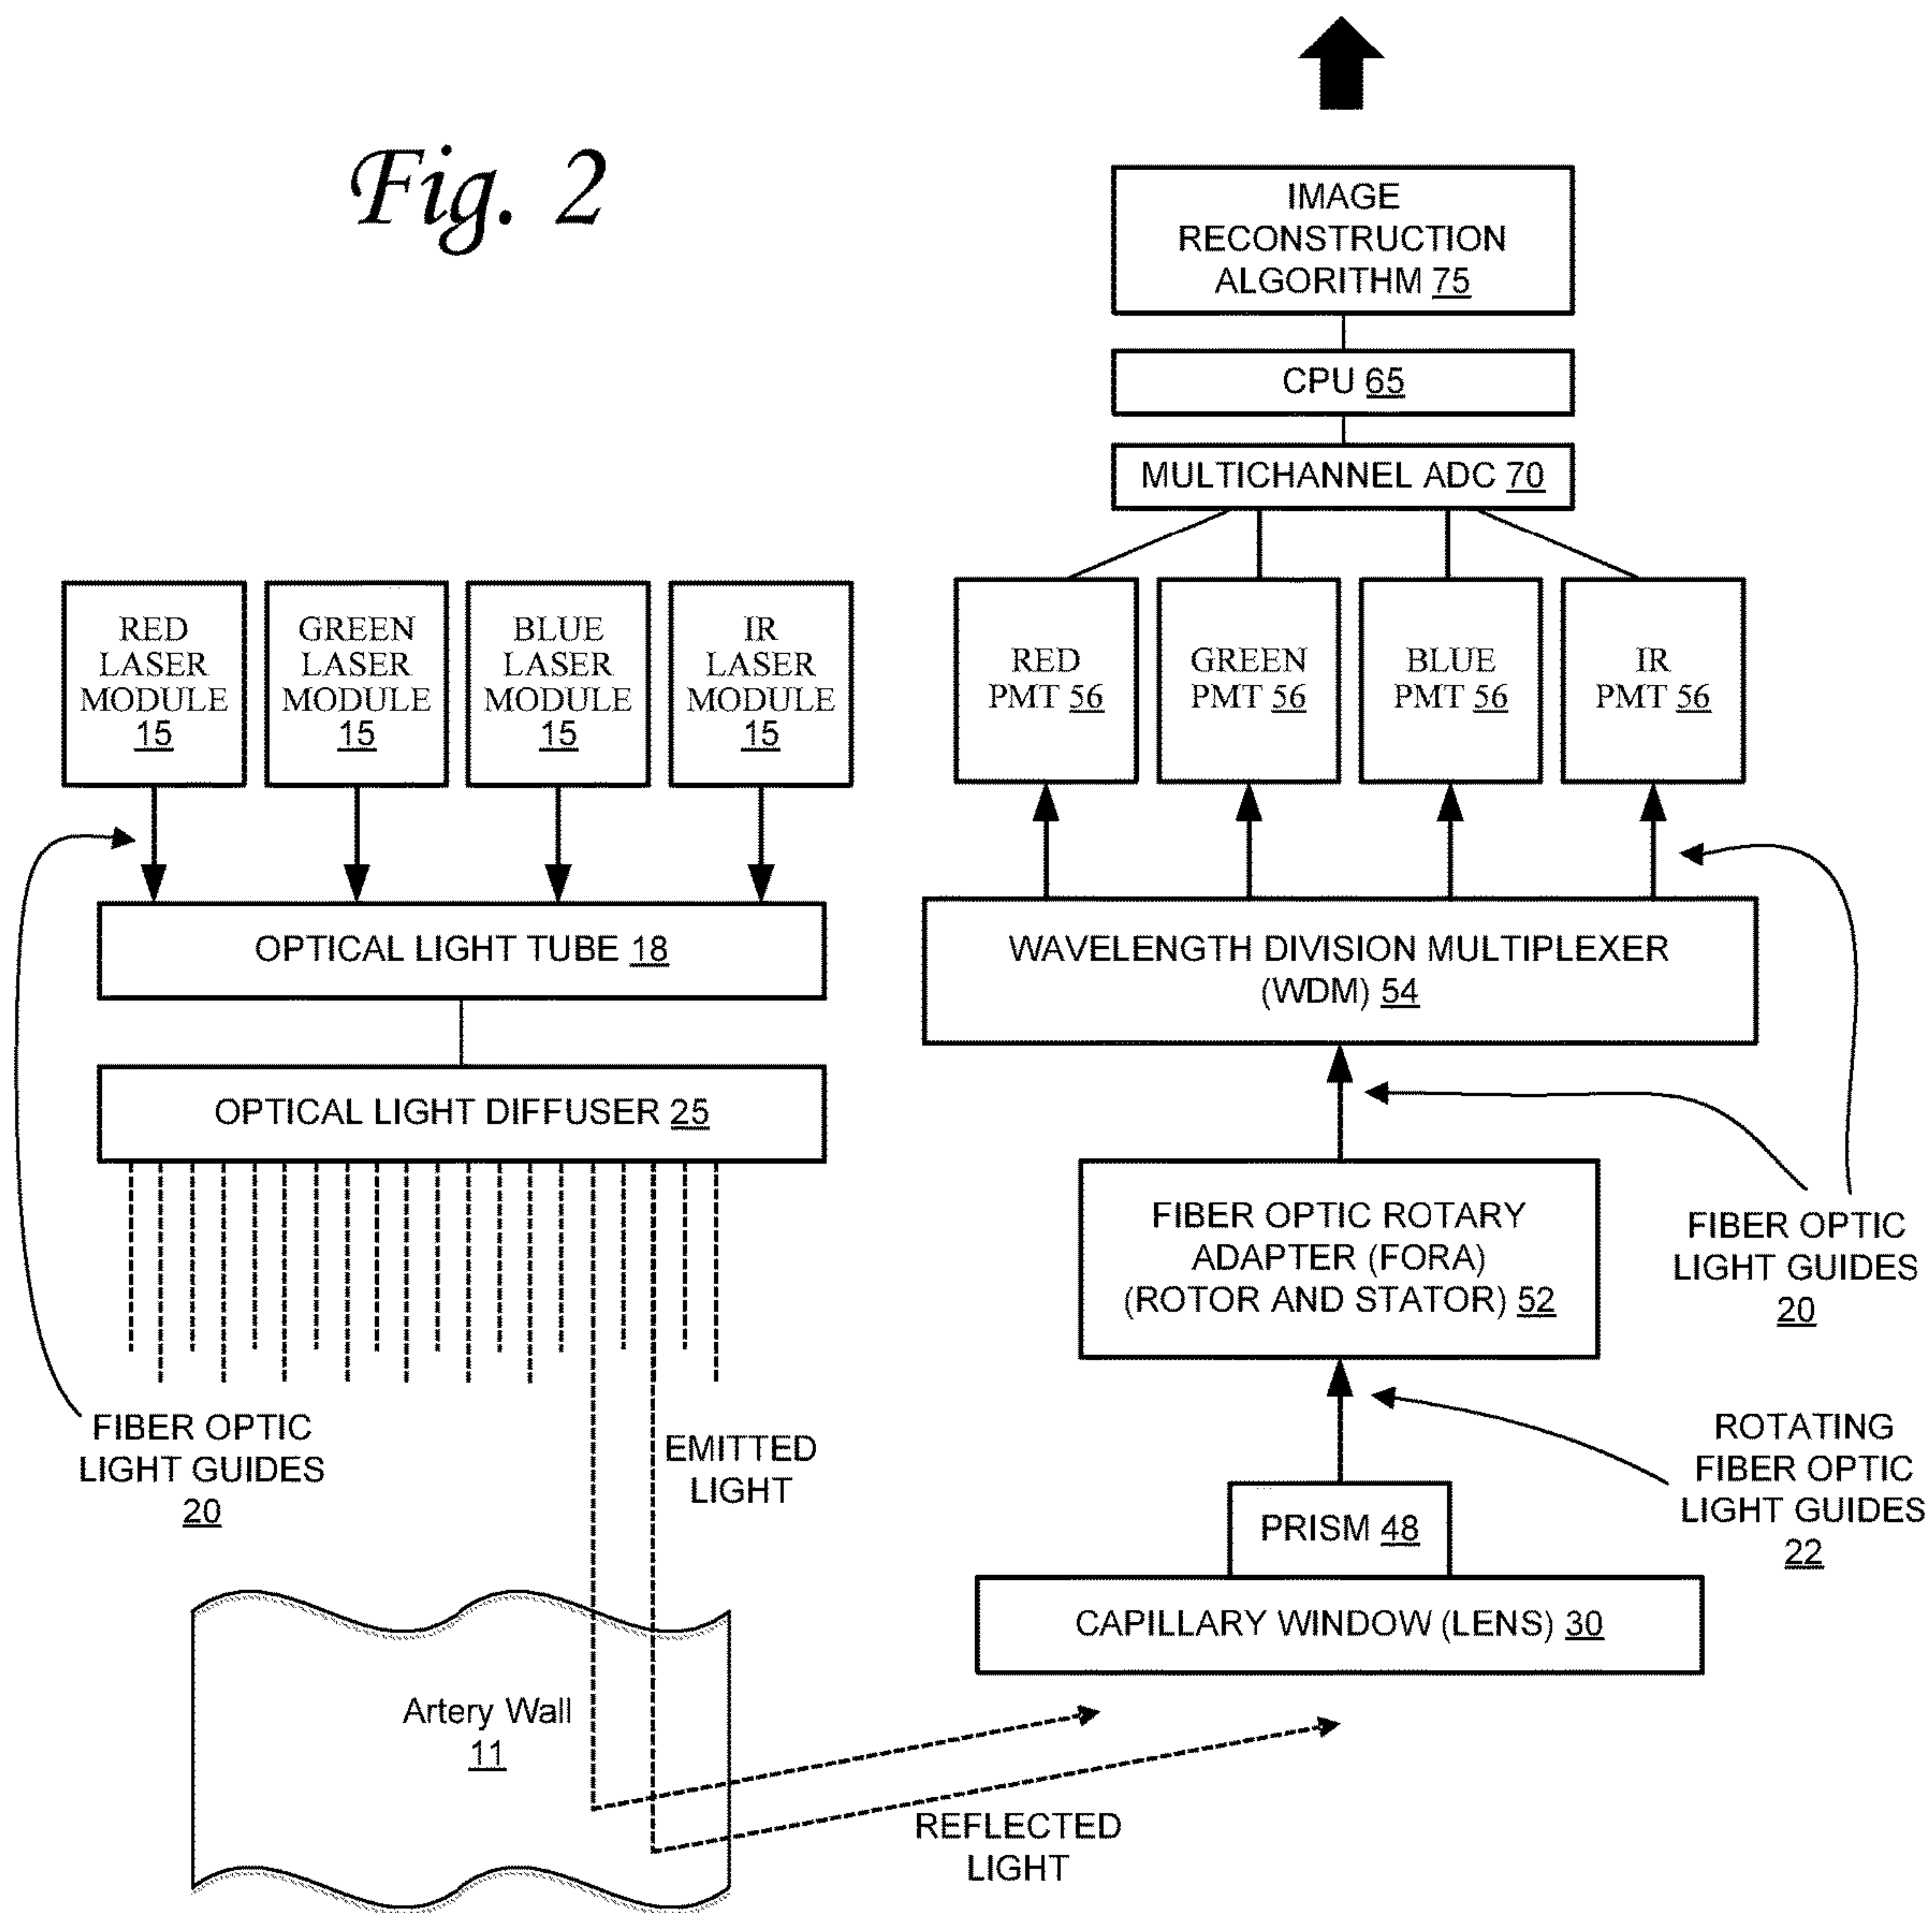 Fig. 2
IMAGE
RECONSTRUCTION
ALGORITHM 75
CPU 65
MULTICHANNEL ADC 70
RED
LASER
MODULE
15
GREEN
LASER
MODULE
15
BLUE
LASER
MODULE
15
IR
LASER
MODULE
15
RED
PMT 56
GREEN
PMT 56
BLUE
PMT 56
IR
PMT 56
OPTICAL LIGHT TUBE 18
WAVELENGTH DIVISION MULTIPLEXER
(WDM) 54
OPTICAL LIGHT DIFFUSER 25
FIBER OPTIC ROTARY
ADAPTER (FORA)
(ROTOR AND STATOR) 52
FIBER OPTIC
LIGHT GUIDES
20
FIBER OPTIC
LIGHT GUIDES
20
EMITTED
LIGHT
ROTATING
FIBER OPTIC
LIGHT GUIDES
22
PRISM 48
CAPILLARY WINDOW (LENS) 30
Artery Wall
11
REFLECTED
LIGHT